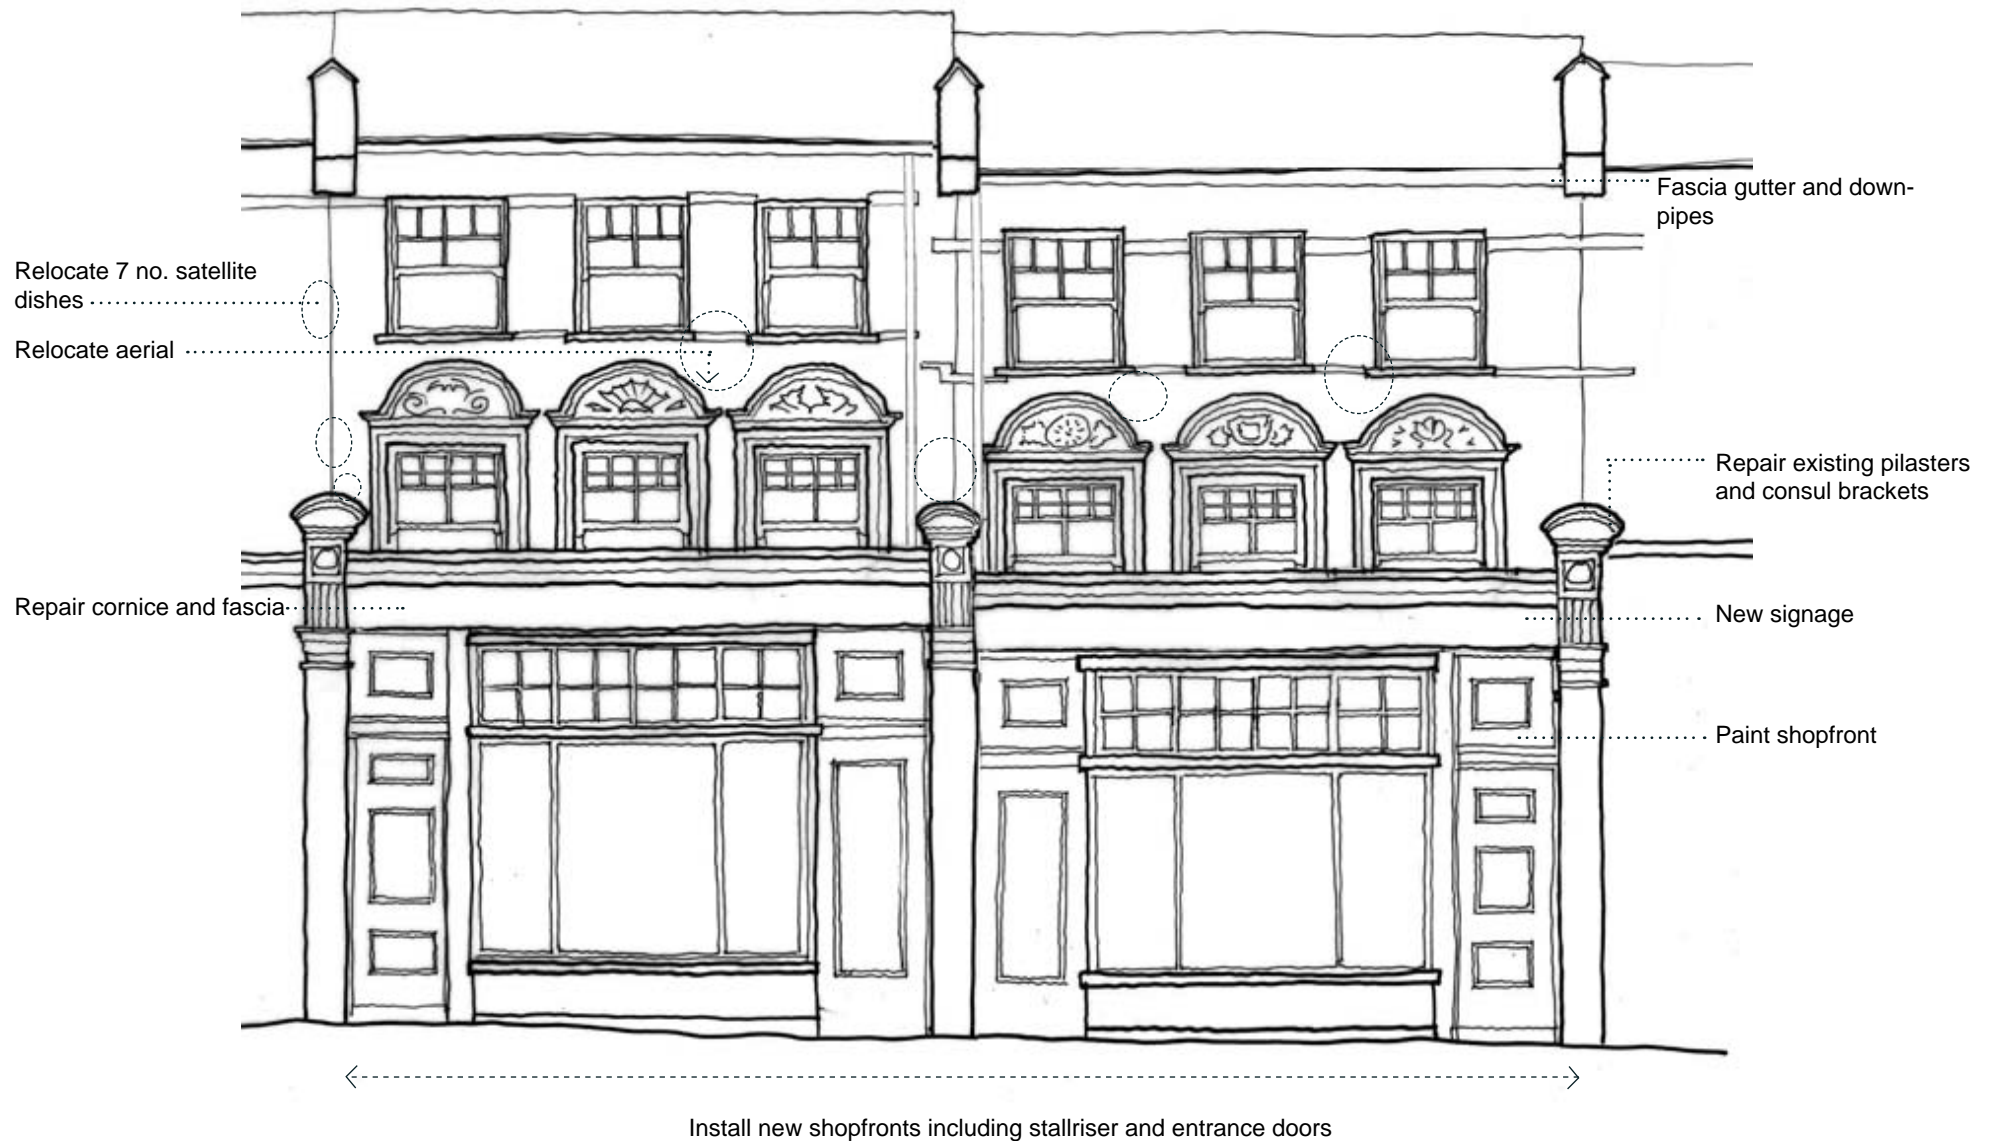 Fascia gutter and down-
pipes
Relocate 7 no. satellite
dishes
Relocate aerial
Repair existing pilasters
and consul brackets
Repair cornice and fascia
New signage
Paint shopfront
Install new shopfronts including stallriser and entrance doors